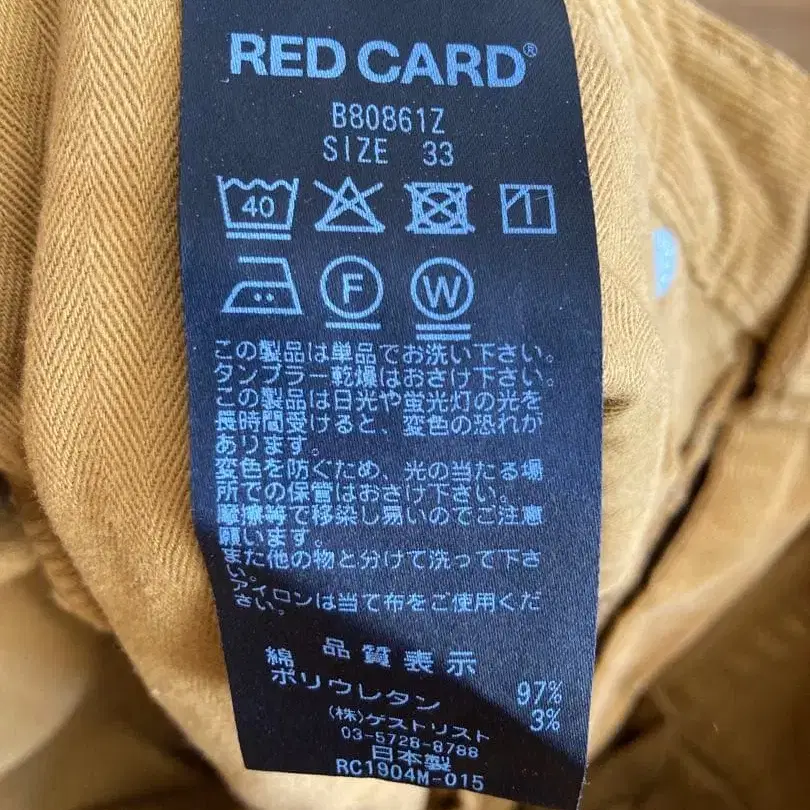 RED CARD®
B80861Z
SIZE 33
40
F W
この製品は単品でお洗い下さい。
タンブラー乾燥はおさけ下さい。
この製品は日光や蛍光灯の光を
長時間受けると、変色の恐れが
あります。
変色を防ぐため、光の当たる場
所での保管はおさけ下さい。
摩擦等で移染し易いのでご注意
願います。
また他の物と分けて洗って下さ
い。
アイロンは当て布をご使用くだ
さい。
品質表示
綿 97%
ポリウレタン 3%
(株)ゲストリスト
03-5728-8788
日本製
RC1904M-015